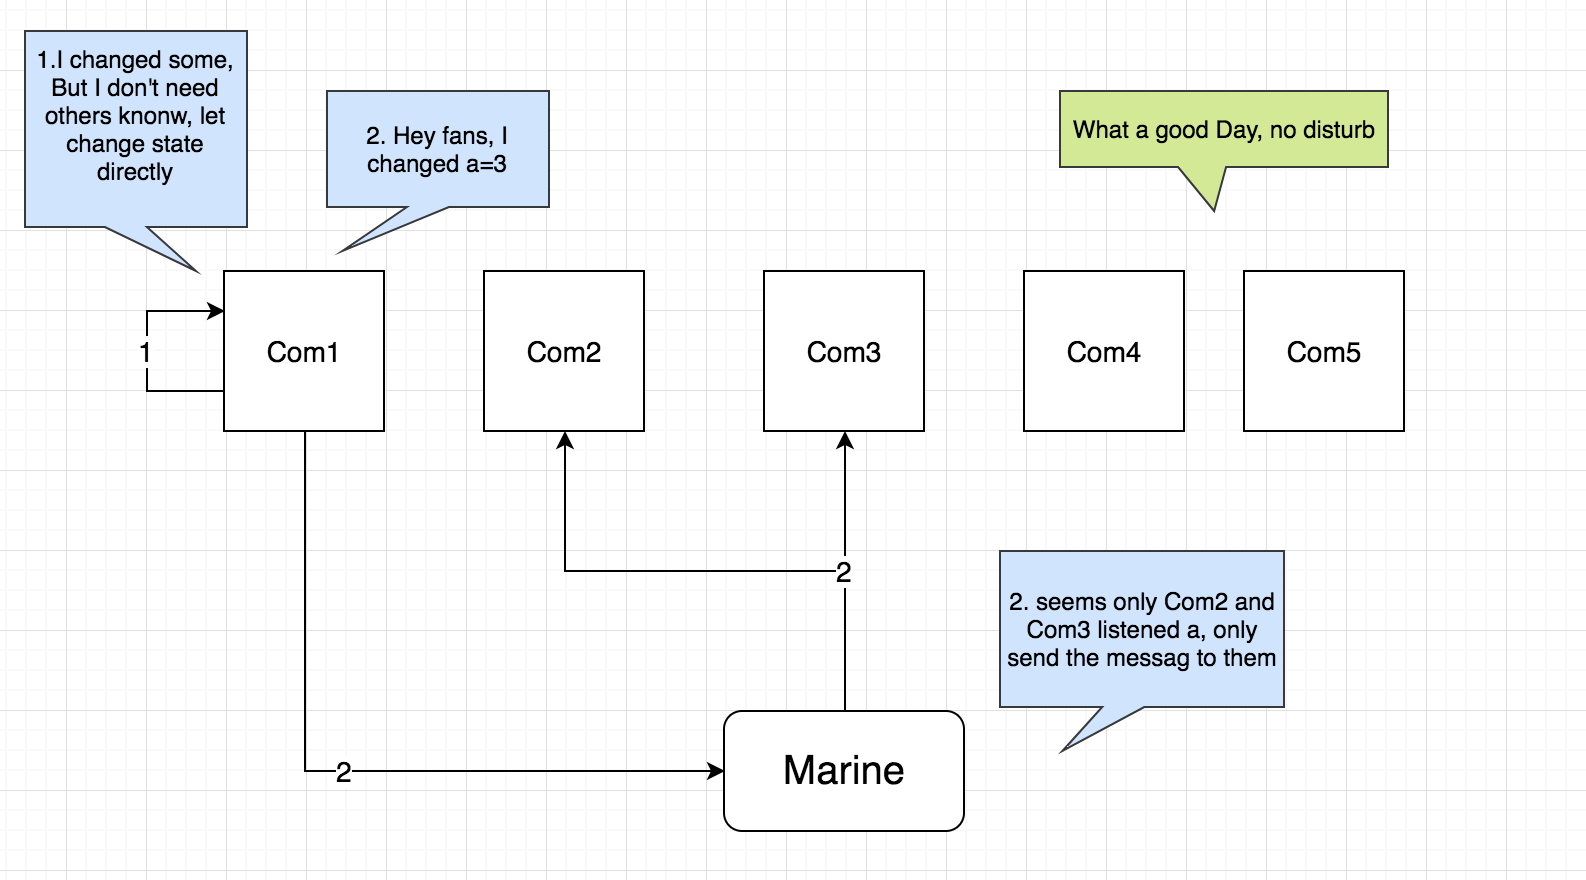 1.I changed some,
But I don't need
others knonw, let
change state
directly
2. Hey fans, I
changed a=3
What a good Day, no disturb
1
Com1
Com2
Com3
Com4
Com5
2
2. seems only Com2 and
Com3 listened a, only
send the messag to them
2
Marine